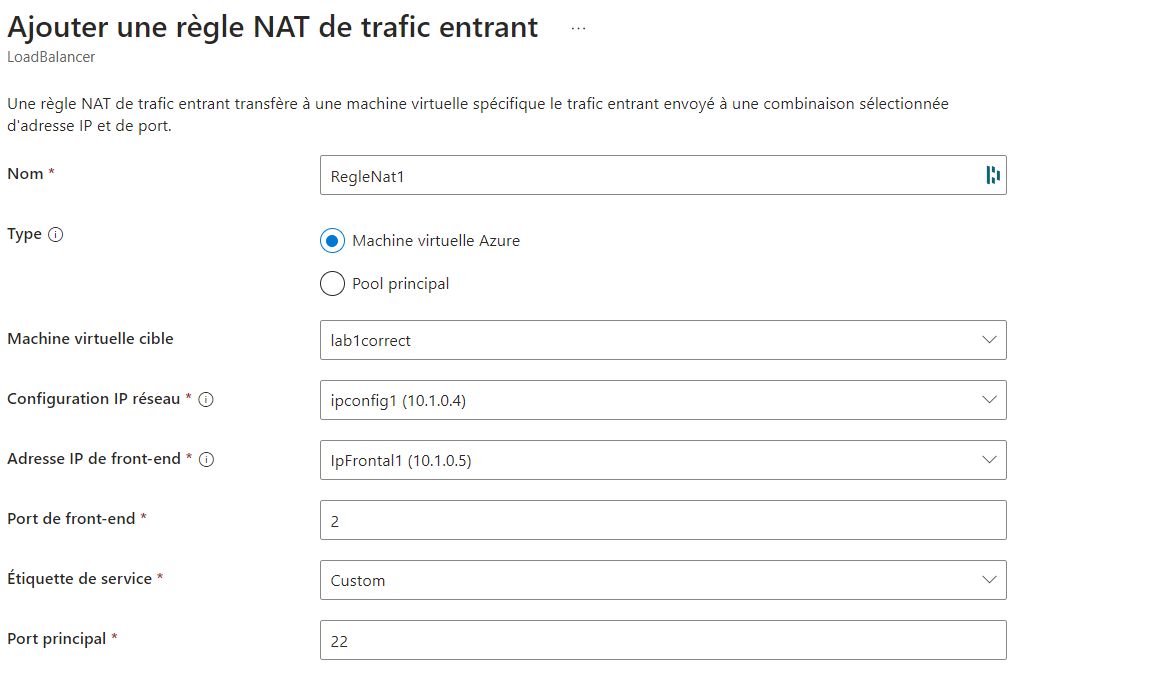 Ajouter une règle NAT de trafic entrant ...
LoadBalancer
Une règle NAT de trafic entrant transfère à une machine virtuelle spécifique le trafic entrant envoyé à une combinaison sélectionnée
d'adresse IP et de port.
Nom * RegleNat1
Type Machine virtuelle Azure
Pool principal
Machine virtuelle cible lab1correct
Configuration IP réseau * ipconfig1 (10.1.0.4)
Adresse IP de front-end * IpFrontal1 (10.1.0.5)
Port de front-end * 2
Étiquette de service * Custom
Port principal * 22